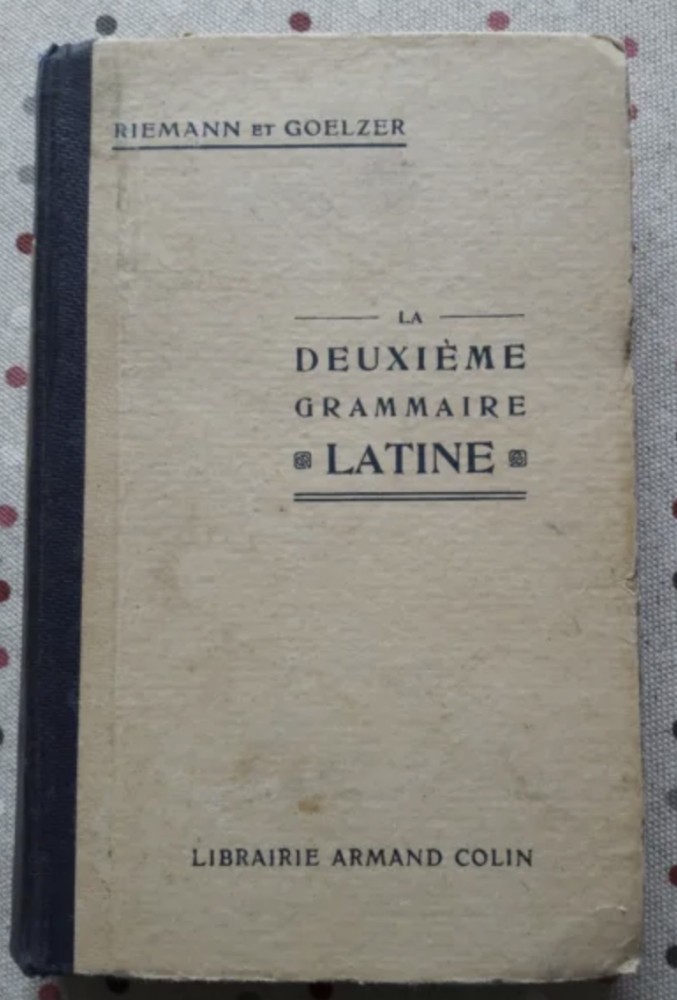 RIEMANN ET GOELZER
LA
DEUXIÈME
GRAMMAIRE
LATINE
LIBRAIRIE ARMAND COLIN